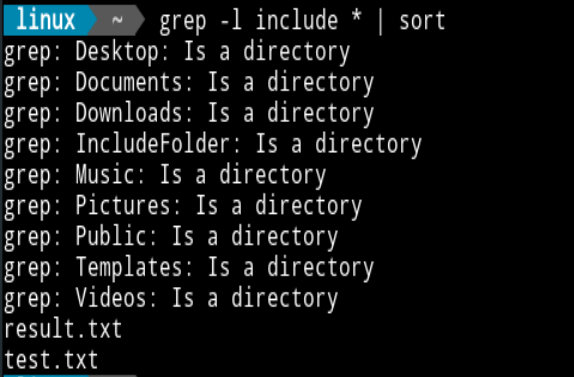 linux ~ grep -l include * | sort
grep: Desktop: Is a directory
grep: Documents: Is a directory
grep: Downloads: Is a directory
grep: IncludeFolder: Is a directory
grep: Music: Is a directory
grep: Pictures: Is a directory
grep: Public: Is a directory
grep: Templates: Is a directory
grep: Videos: Is a directory
result.txt
test.txt